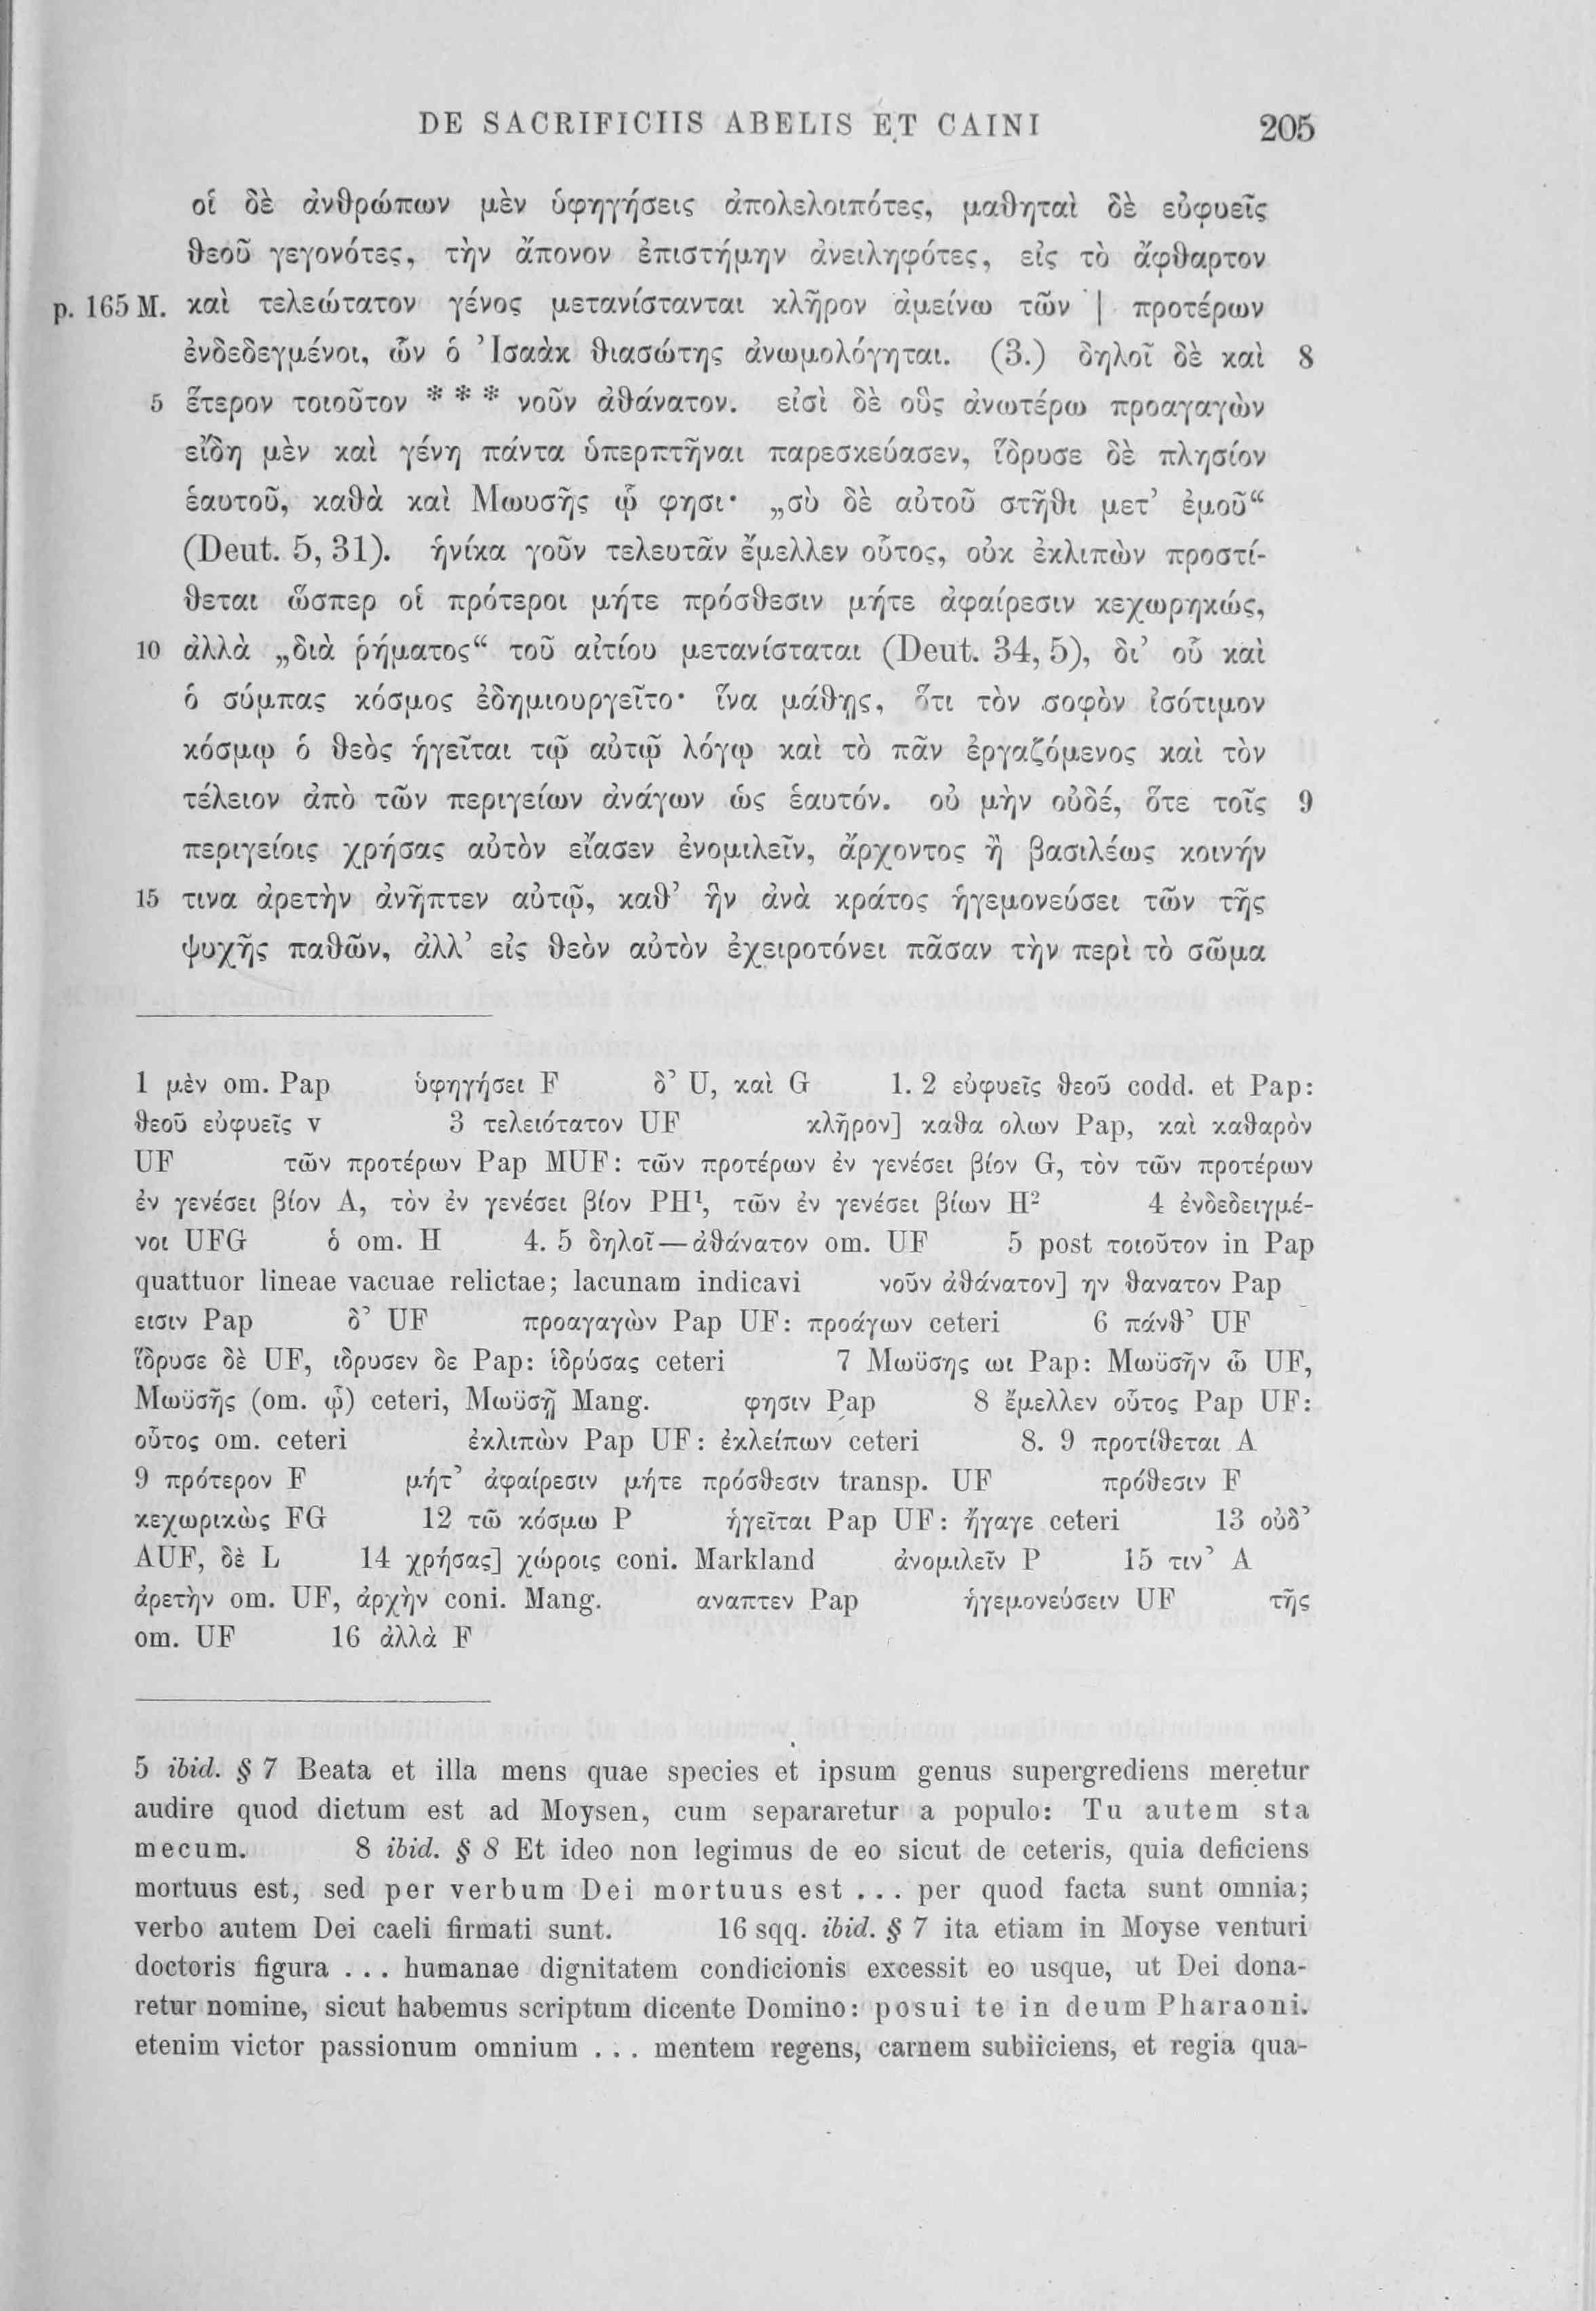 DE SACRIFICIIS ABELIS ET CAINI 205
οἱ δὲ ἀνθρώπων μὲν ὑφηγήσεις ἀπολελοιπότες, μαθηταὶ δὲ εὐφυεῖς
θεοῦ γεγονότες, τὴν ἄπονον ἐπιστήμην ἀνειληφότες, εἰς τὸ ἄφθαρτον
p. 165 M. καὶ τελεώτατον γένος μετανίστανται κλῆρον ἀμείνω τῶν | προτέρων
ἐνδεδεγμένοι, ὧν ὁ Ἰσαὰκ θιασώτης ἀνωμολόγηται. (3.) δηλοῖ δὲ καὶ 8
5 ἕτερον τοιοῦτον * * * νοῦν ἀθάνατον. εἰσὶ δὲ οὓς ἀνωτέρω προαγαγὼν
εἴδη μὲν καὶ γένη πάντα ὑπερπτῆναι παρεσκεύασεν, ἵδρυσε δὲ πλησίον
ἑαυτοῦ, καθὰ καὶ Μωυσῆς ᾧ φησι· „σὺ δὲ αὐτοῦ στῆθι μετ’ ἐμοῦ“
(Deut. 5, 31). ἡνίκα γοῦν τελευτᾶν ἔμελλεν οὗτος, οὐκ ἐκλιπὼν προστί-
θεται ὥσπερ οἱ πρότεροι μήτε πρόσθεσιν μήτε ἀφαίρεσιν κεχωρηκώς,
10 ἀλλὰ „διὰ ῥήματος“ τοῦ αἰτίου μετανίσταται (Deut. 34, 5), δι’ οὗ καὶ
ὁ σύμπας κόσμος ἐδημιουργεῖτο· ἵνα μάθῃς, ὅτι τὸν σοφὸν ἰσότιμον
κόσμῳ ὁ θεὸς ἡγεῖται τῷ αὐτῷ λόγῳ καὶ τὸ πᾶν ἐργαζόμενος καὶ τὸν
τέλειον ἀπὸ τῶν περιγείων ἀνάγων ὡς ἑαυτόν. οὐ μὴν οὐδέ, ὅτε τοῖς 9
περιγείοις χρήσας αὐτὸν εἴασεν ἐνομιλεῖν, ἄρχοντος ἢ βασιλέως κοινήν
15 τινα ἀρετὴν ἀνῆπτεν αὐτῷ, καθ’ ἣν ἀνὰ κράτος ἡγεμονεύσει τῶν τῆς
ψυχῆς παθῶν, ἀλλ’ εἰς θεὸν αὐτὸν ἐχειροτόνει πᾶσαν τὴν περὶ τὸ σῶμα
1 μὲν om. Pap ὑφηγήσει F δ’ U, καὶ G 1. 2 εὐφυεῖς θεοῦ codd. et Pap:
θεοῦ εὐφυεῖς v 3 τελειότατον UF κλῆρον] καθα ολων Pap, καὶ καθαρὸν
UF τῶν προτέρων Pap MUF: τῶν προτέρων ἐν γενέσει βίον G, τὸν τῶν προτέρων
ἐν γενέσει βίον A, τὸν ἐν γενέσει βίον PH¹, τῶν ἐν γενέσει βίων H² 4 ἐνδεδειγμέ-
νοι UFG ὁ om. H 4. 5 δηλοῖ—ἀθάνατον om. UF 5 post τοιοῦτον in Pap
quattuor lineae vacuae relictae; lacunam indicavi νοῦν ἀθάνατον] ην θανατον Pap
εισιν Pap δ’ UF προαγαγὼν Pap UF: προάγων ceteri 6 πάνθ’ UF
ἵδρυσε δὲ UF, ιδρυσεν δε Pap: ἱδρύσας ceteri 7 Μωϋσης ωι Pap: Μωϋσῆν ὦ UF,
Μωϋσῆς (om. ᾧ) ceteri, Μωϋσῇ Mang. φησιν Pap 8 ἔμελλεν οὗτος Pap UF:
οὗτος om. ceteri ἐκλιπὼν Pap UF: ἐκλείπων ceteri 8. 9 προτίθεται A
9 πρότερον F μήτ’ ἀφαίρεσιν μήτε πρόσθεσιν transp. UF πρόθεσιν F
κεχωρικὼς FG 12 τῶ κόσμω P ἡγεῖται Pap UF: ἤγαγε ceteri 13 οὐδ’
AUF, δὲ L 14 χρήσας] χώροις coni. Markland ἀνομιλεῖν P 15 τιν’ A
ἀρετὴν om. UF, ἀρχὴν coni. Mang. αναπτεν Pap ἡγεμονεύσειν UF τῆς
om. UF 16 ἀλλὰ F
5 ibid. § 7 Beata et illa mens quae species et ipsum genus supergrediens meretur
audire quod dictum est ad Moysen, cum separaretur a populo: Tu autem sta
mecum. 8 ibid. § 8 Et ideo non legimus de eo sicut de ceteris, quia deficiens
mortuus est, sed per verbum Dei mortuus est . . . per quod facta sunt omnia;
verbo autem Dei caeli firmati sunt. 16 sqq. ibid. § 7 ita etiam in Moyse venturi
doctoris figura . . . humanae dignitatem condicionis excessit eo usque, ut Dei dona-
retur nomine, sicut habemus scriptum dicente Domino: posui te in deum Pharaoni.
etenim victor passionum omnium . . . mentem regens, carnem subiiciens, et regia qua-